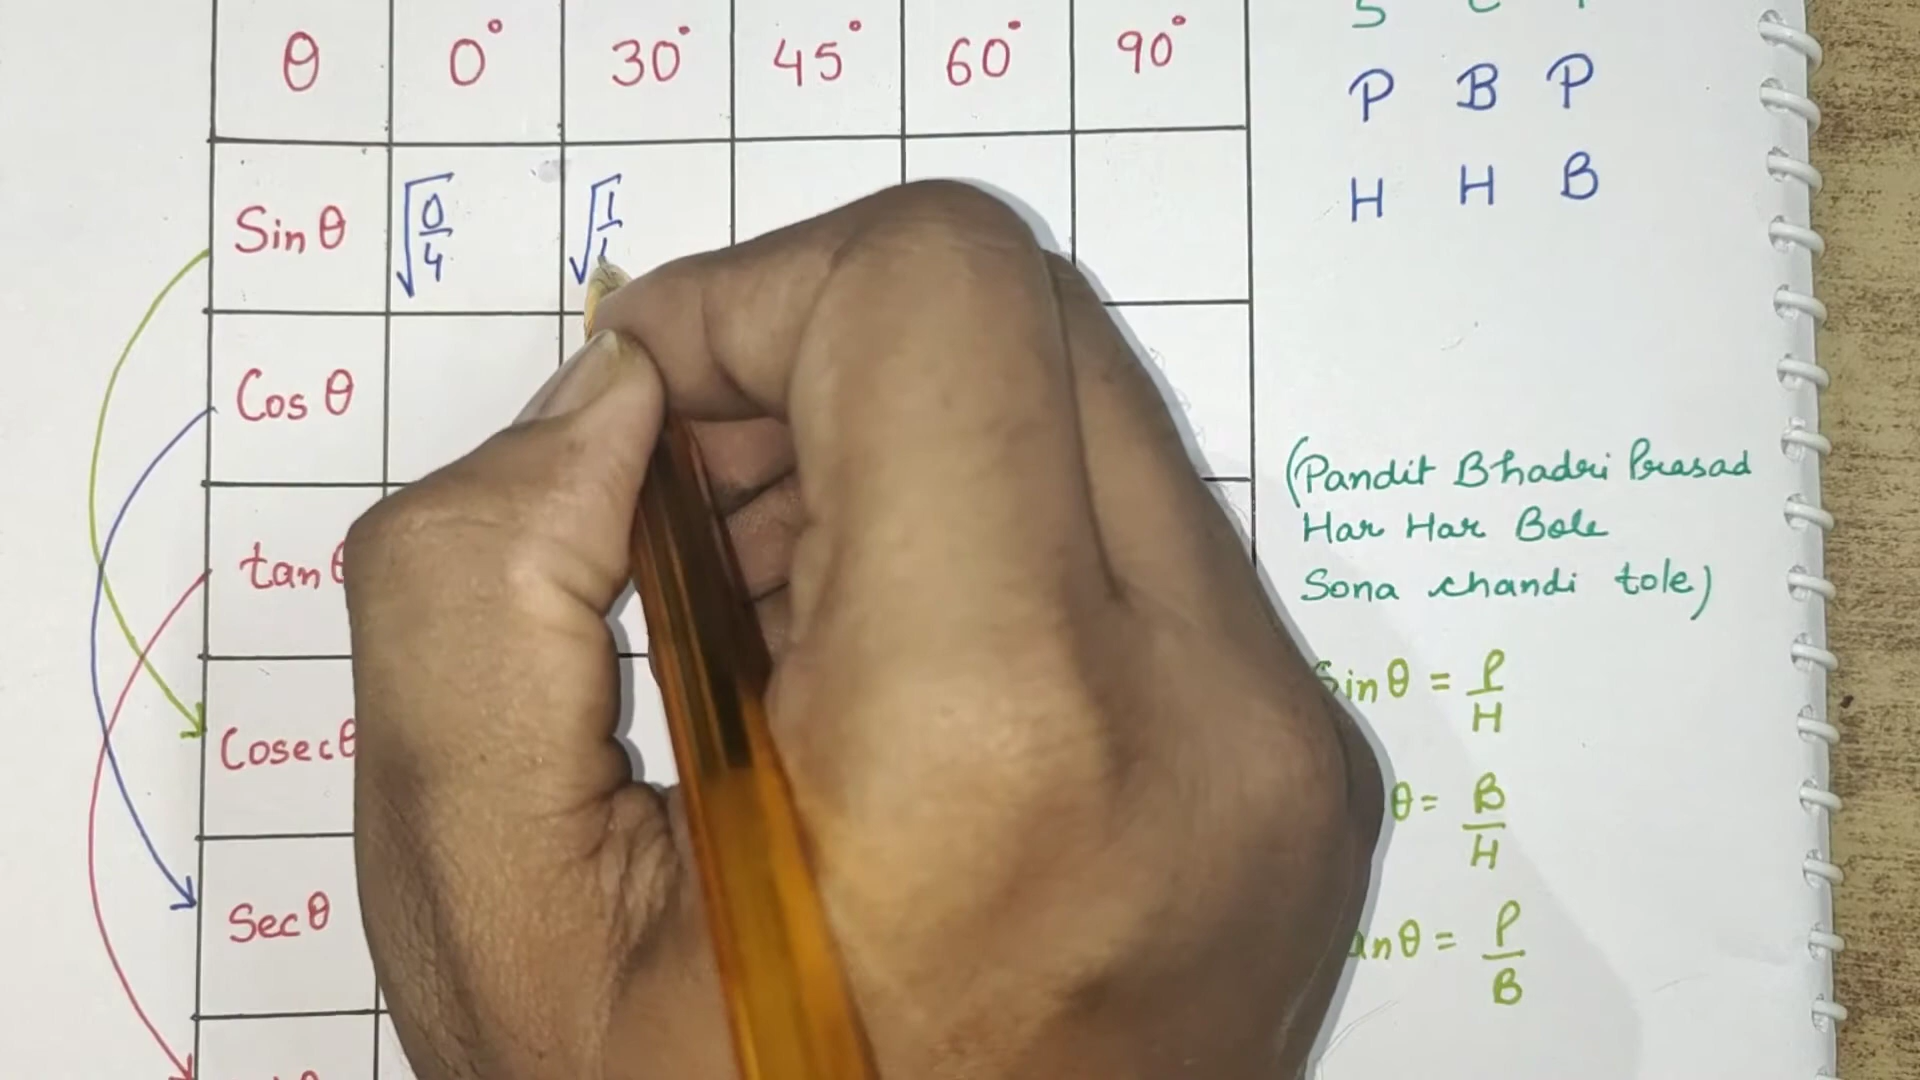 θ 0° 30° 45° 60° 90°
P B P
H H B
Sin θ √0/4
Cos θ
tan θ
Cosec θ
Sec θ
(Pandit Bhadri Prasad
Har Har Bole
Sona chandi tole)
Sin θ = P/H
θ = B/H
tan θ = P/B